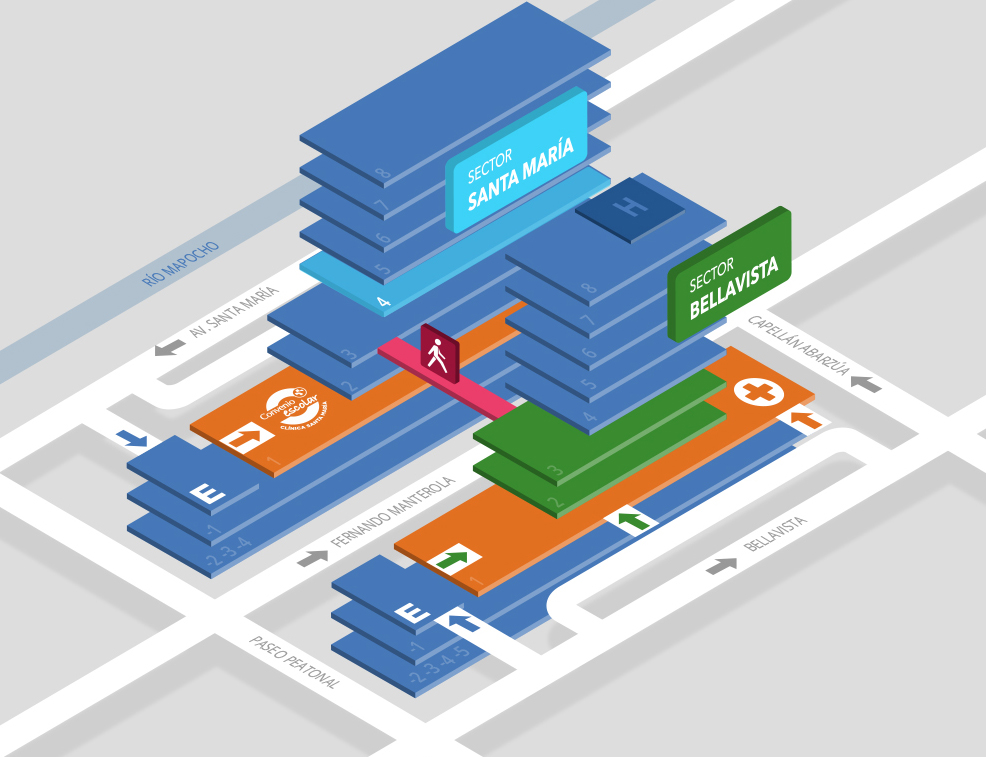 8
7
6
5
4
3
2
SECTOR
SANTA MARÍA
H
8
7
6
5
4
3
2
SECTOR
BELLAVISTA
RÍO MAPOCHO
AV. SANTA MARÍA
CAPELLÁN ABARZÚA
Convenio
escolar
CLÍNICA SANTA MARÍA
1
E
-1
-2 -3 -4
FERNANDO MANTEROLA
1
BELLAVISTA
E
-1
-2 -3 -4 -5
PASEO PEATONAL